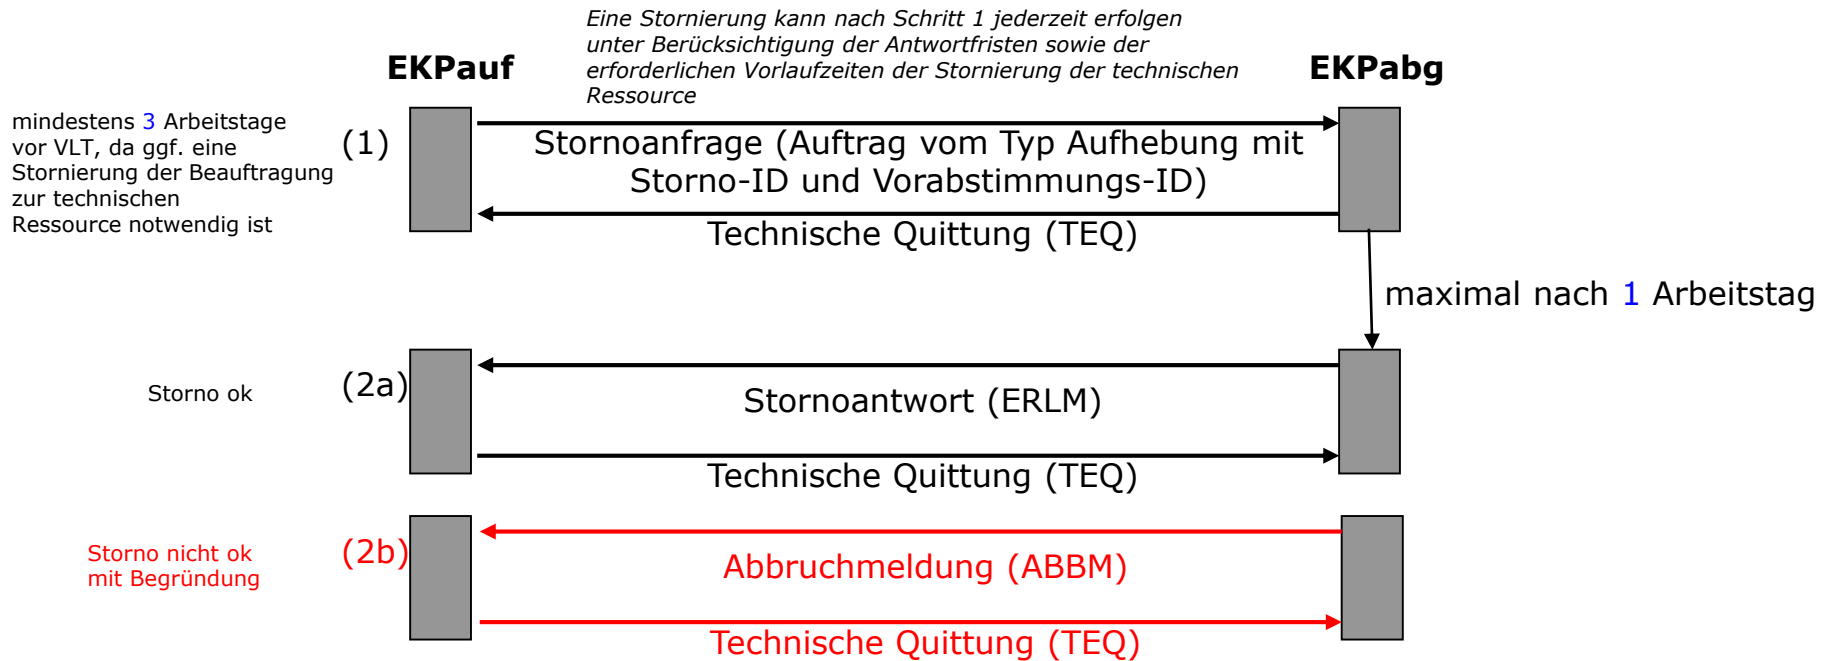 Eine Stornierung kann nach Schritt 1 jederzeit erfolgen
unter Berücksichtigung der Antwortfristen sowie der
erforderlichen Vorlaufzeiten der Stornierung der technischen
Ressource
EKPauf
EKPabg
mindestens 3 Arbeitstage
vor VLT, da ggf. eine
Stornierung der Beauftragung
zur technischen
Ressource notwendig ist
(1)
Stornoanfrage (Auftrag vom Typ Aufhebung mit
Storno-ID und Vorabstimmungs-ID)
Technische Quittung (TEQ)
maximal nach 1 Arbeitstag
Storno ok
(2a)
Stornoantwort (ERLM)
Technische Quittung (TEQ)
Storno nicht ok
mit Begründung
(2b)
Abbruchmeldung (ABBM)
Technische Quittung (TEQ)